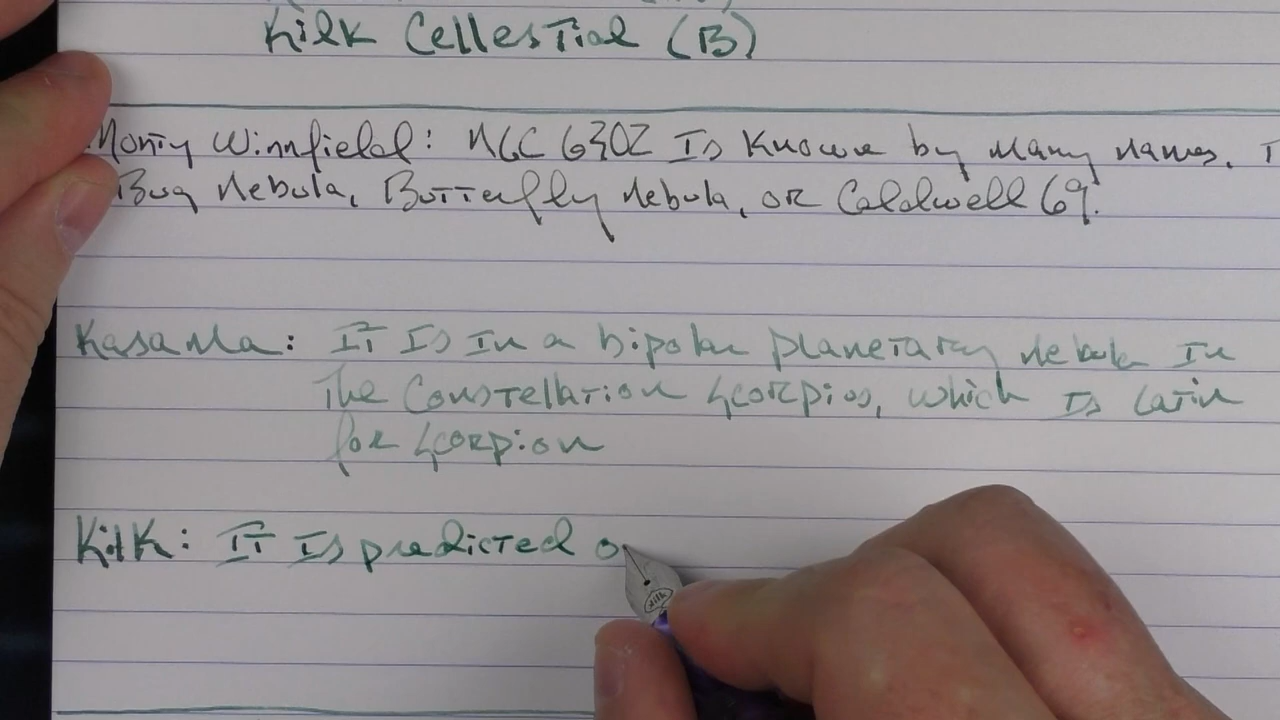 Kilk Cellestial (B)
Monty Winnfield: NGC 6302 Is Known by Many names. T
Bug Nebula, Butterfly Nebula, or Caldwell 69.
Kasama: It Is In a bipolar planetary Nebula In
The Constellation Scorpios, which Is Latin
for Scorpion
Kilk: It Is predicted o